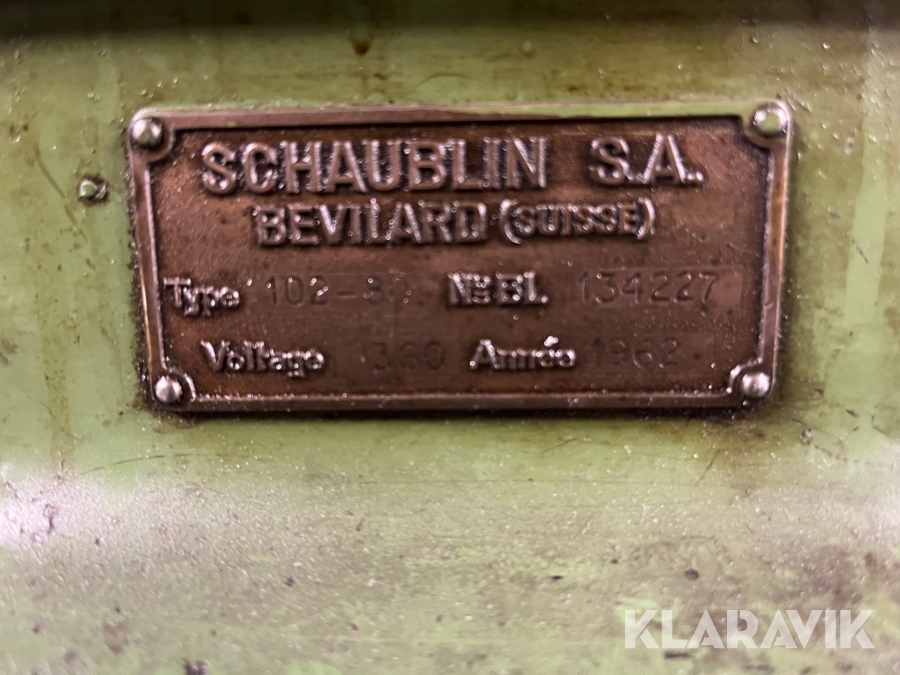 SCHAUBLIN S.A.
BEVILARD (SUISSE)
Type 102-80 No BL 134227
Voltage 380 Année 1962
KLARAVIK